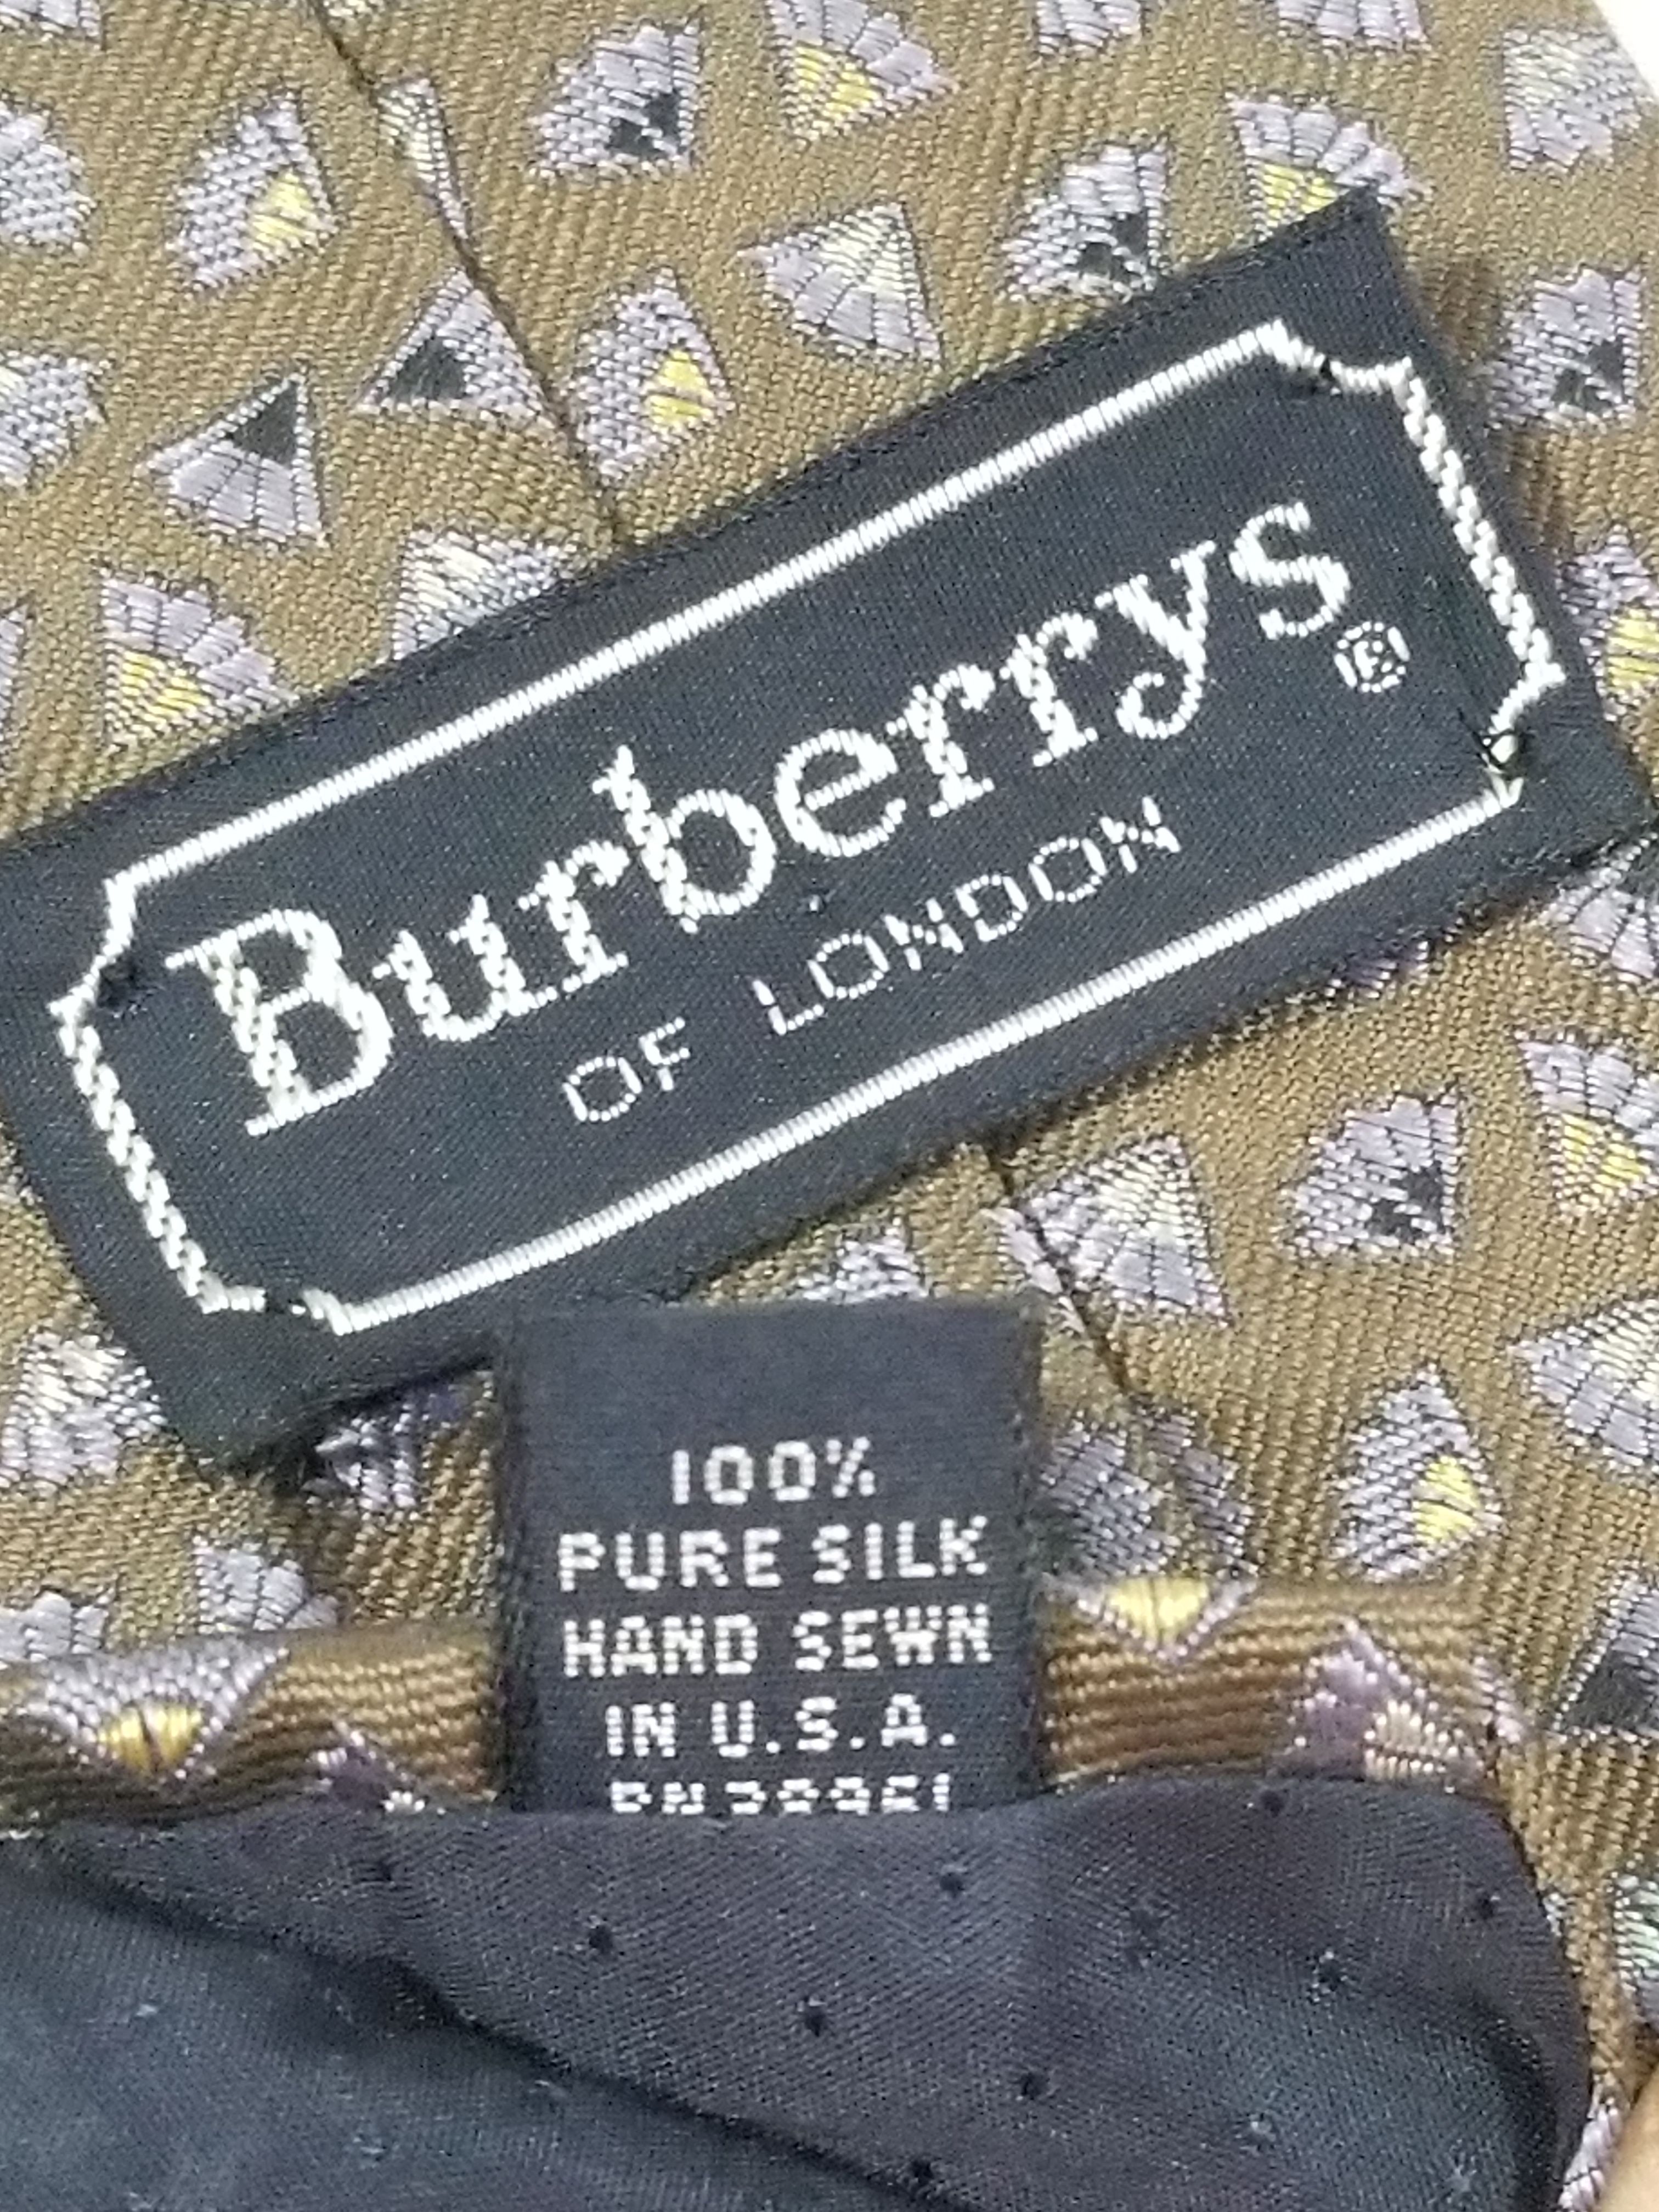 Burberrys®
OF LONDON
100%
PURE SILK
HAND SEWN
IN U.S.A.